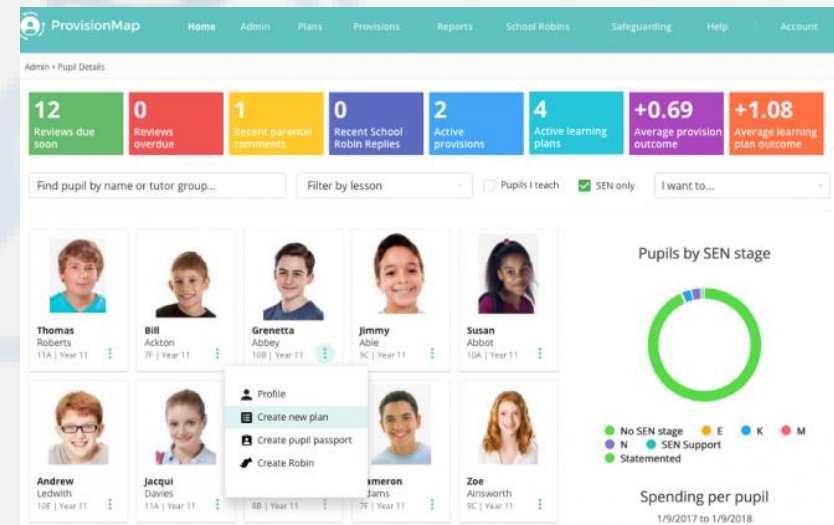 ProvisionMap Home Admin Plans Provisions Reports School Robins Safeguarding Help Account
Admin > Pupil Details
12
Reviews due
soon
0
Reviews
overdue
1
Recent parental
comments
0
Recent School
Robin Replies
2
Active
provisions
4
Active learning
plans
+0.69
Average provision
outcome
+1.08
Average learning
plan outcome
Find pupil by name or tutor group...
Filter by lesson
Pupils I teach
SEN only
I want to...
Thomas
Roberts
11A | Year 11
Bill
Ackton
7F | Year 11
Grenetta
Abbey
10B | Year 11
Jimmy
Able
9C | Year 11
Susan
Abbot
10A | Year 11
Profile
Create new plan
Create pupil passport
Create Robin
Andrew
Ledwith
10E | Year 11
Jacqui
Davies
11A | Year 11
8B | Year 11
ameron
dams
7F | Year 11
Zoe
Ainsworth
9C | Year 11
Pupils by SEN stage
No SEN stage E K M
N SEN Support
Statemented
Spending per pupil
1/9/2017 to 1/9/2018